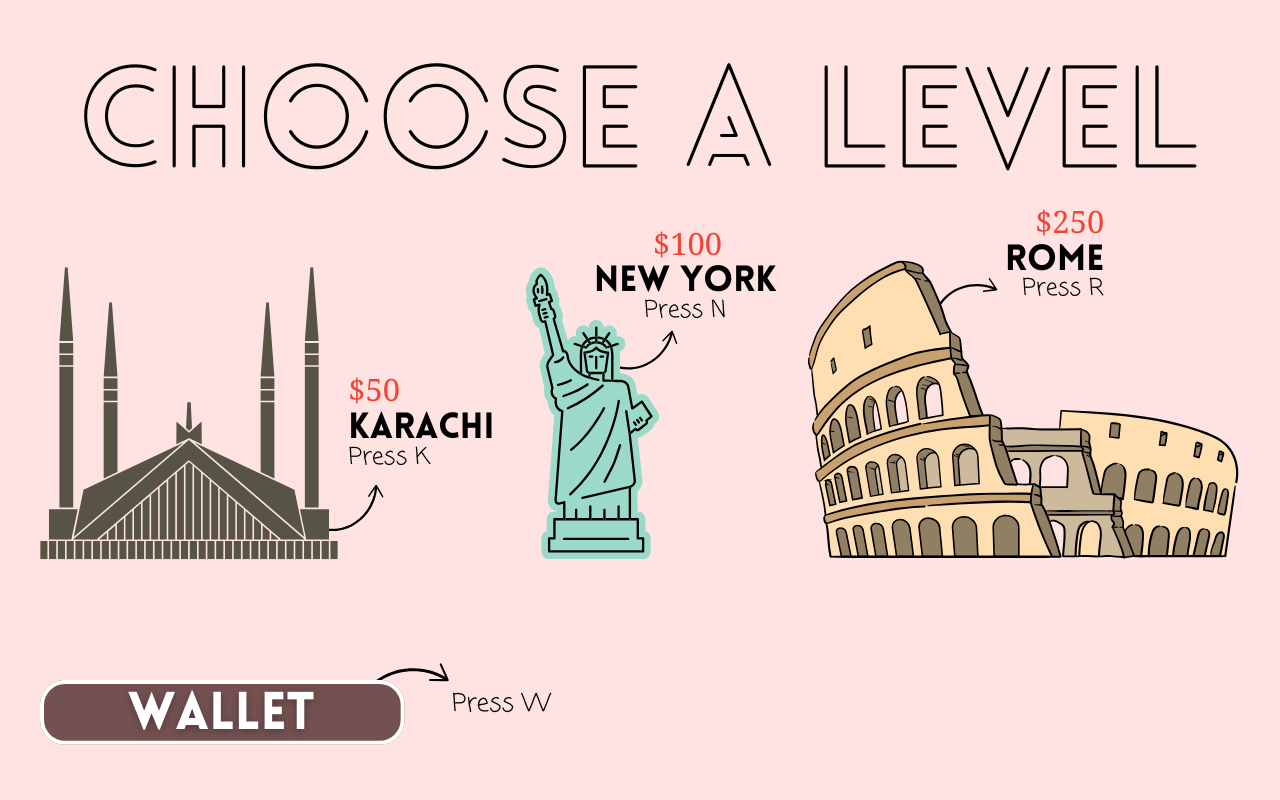 CHOOSE A LEVEL
$50
KARACHI
Press K
$100
NEW YORK
Press N
$250
ROME
Press R
WALLET
Press W